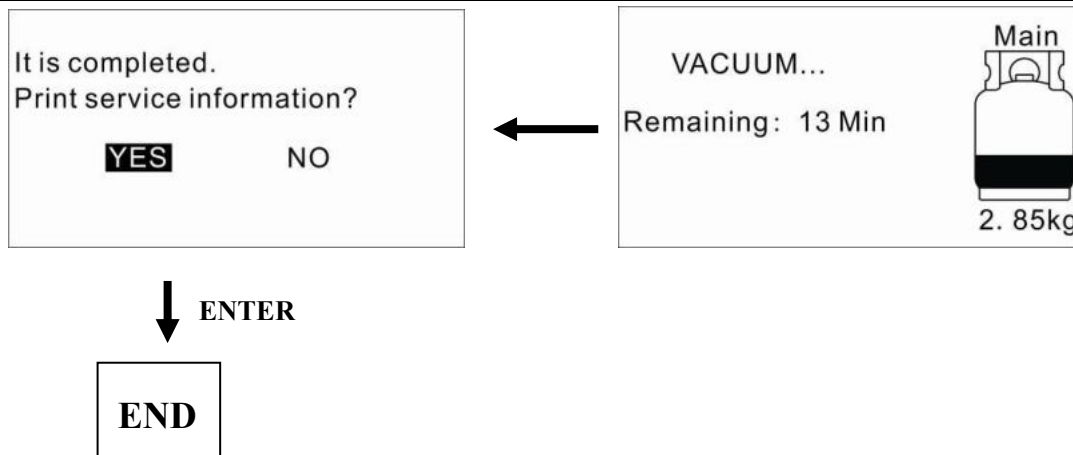 It is completed.
Print service information?
YES NO
VACUUM...
Remaining: 13 Min
Main
2. 85kg
ENTER
END